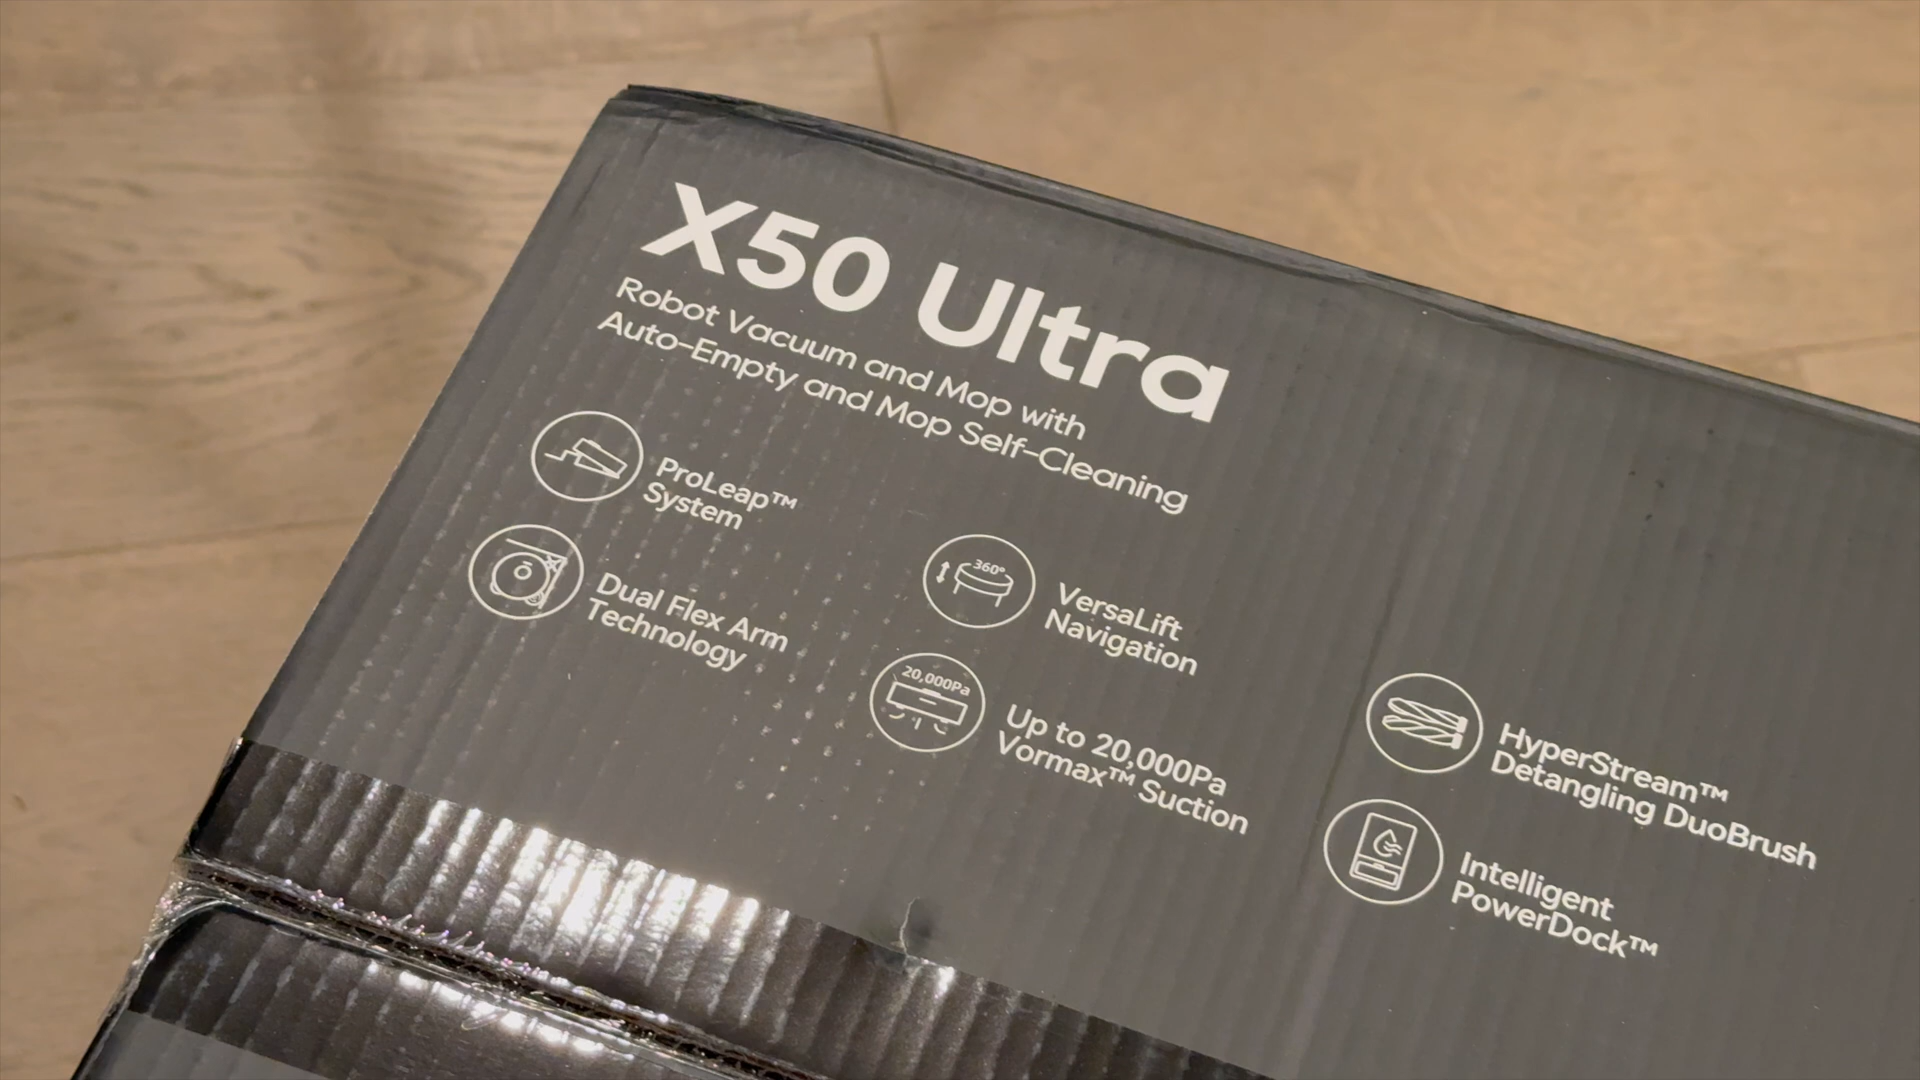 X50 Ultra
Robot Vacuum and Mop with
Auto-Empty and Mop Self-Cleaning
ProLeap™
System
Dual Flex Arm
Technology
360°
VersaLift
Navigation
20,000Pa
Up to 20,000Pa
Vormax™ Suction
HyperStream™
Detangling DuoBrush
Intelligent
PowerDock™